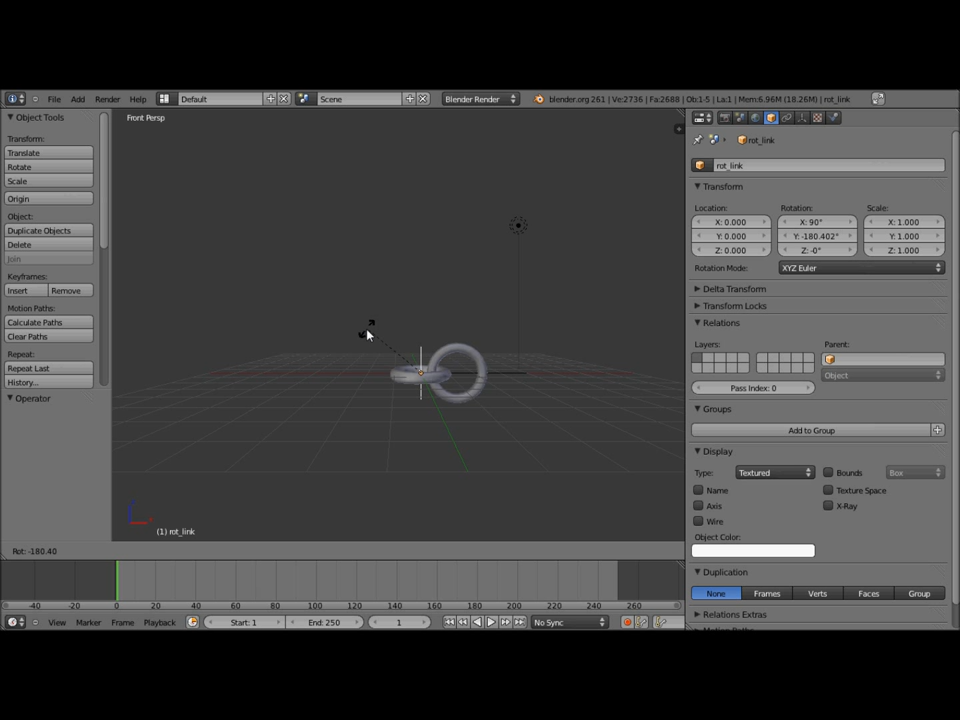 File Add Render Help Default Scene Blender Render blender.org 261 | Ve:2736 | Fa:2688 | Ob:1-5 | La:1 | Mem:6.96M (18.26M) | rot_link
Object Tools
Transform:
Translate
Rotate
Scale
Origin
Object:
Duplicate Objects
Delete
Join
Keyframes:
Insert Remove
Motion Paths:
Calculate Paths
Clear Paths
Repeat:
Repeat Last
History...
Operator
Front Persp
(1) rot_link
Rot: -180.40
rot_link
rot_link
Transform
Location: Rotation: Scale:
X: 0.000 X: 90° X: 1.000
Y: 0.000 Y: -180.402° Y: 1.000
Z: 0.000 Z: -0° Z: 1.000
Rotation Mode: XYZ Euler
Delta Transform
Transform Locks
Relations
Layers: Parent:
Object
Pass Index: 0
Groups
Add to Group
Display
Type: Textured Bounds Box
Name Texture Space
Axis X-Ray
Wire
Object Color:
Duplication
None Frames Verts Faces Group
Relations Extras
-40 -20 0 20 40 60 80 100 120 140 160 180 200 220 240 260
View Marker Frame Playback Start: 1 End: 250 1 No Sync